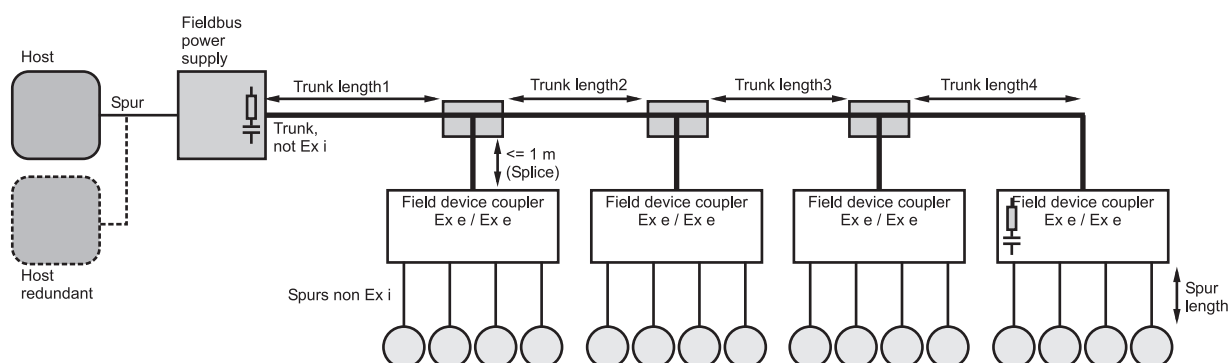 Host
Fieldbus
power
supply
Spur
Trunk length1
Trunk length2
Trunk length3
Trunk length4
Trunk,
not Ex i
<= 1 m
(Splice)
Field device coupler
Ex e / Ex e
Field device coupler
Ex e / Ex e
Field device coupler
Ex e / Ex e
Field device coupler
Ex e / Ex e
Host
redundant
Spurs non Ex i
Spur
length